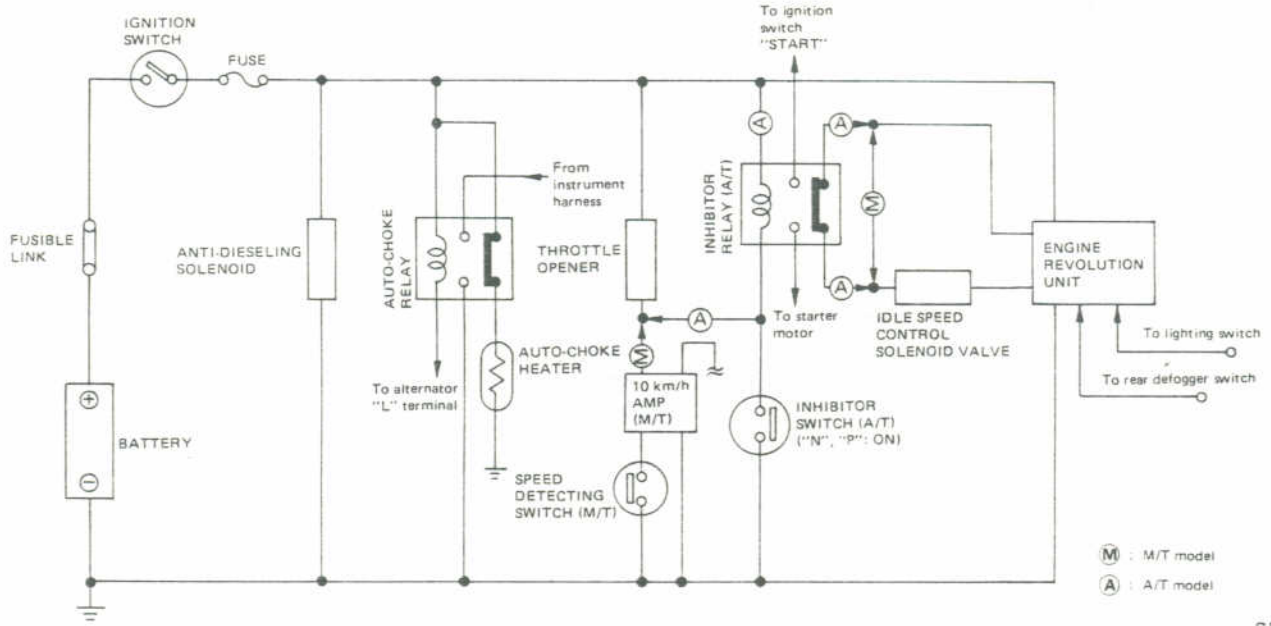 IGNITION
SWITCH
FUSE
To ignition
switch
"START"
A
A
M
From
instrument
harness
FUSIBLE
LINK
ANTI-DIESELING
SOLENOID
AUTO-CHOKE
RELAY
THROTTLE
OPENER
INHIBITOR
RELAY (A/T)
ENGINE
REVOLUTION
UNIT
A
A
To starter
motor
IDLE SPEED
CONTROL
SOLENOID VALVE
M
AUTO-CHOKE
HEATER
To alternator
"L" terminal
10 km/h
AMP
(M/T)
INHIBITOR
SWITCH (A/T)
("N", "P": ON)
To lighting switch
To rear defogger switch
+
BATTERY
−
SPEED
DETECTING
SWITCH (M/T)
M : M/T model
A : A/T model